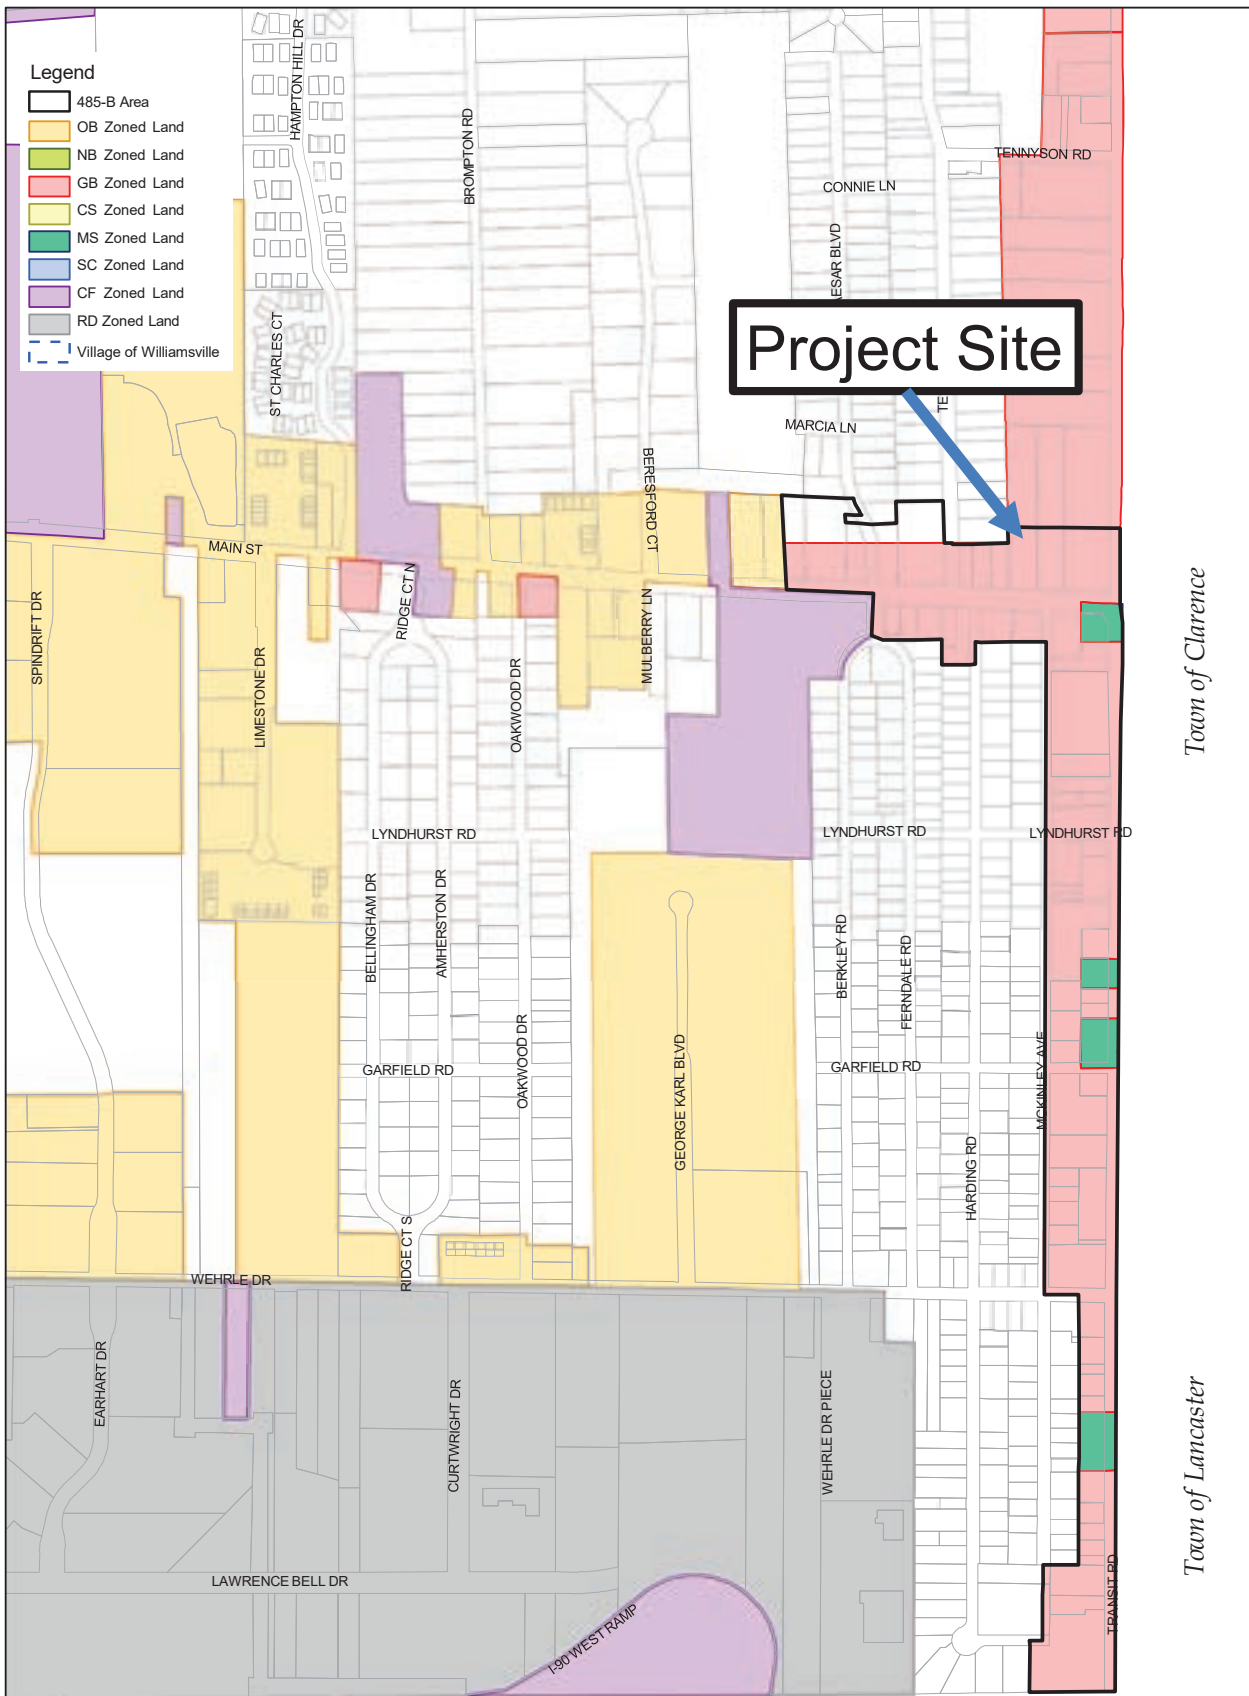 Legend
485-B Area
OB Zoned Land
NB Zoned Land
GB Zoned Land
CS Zoned Land
MS Zoned Land
SC Zoned Land
CF Zoned Land
RD Zoned Land
Village of Williamsville
HAMPTON HILL DR
BROMPTON RD
TENNYSON RD
CONNIE LN
AESAR BLVD
ST CHARLES CT
Project Site
TE
MARCIA LN
BERESFORD CT
MAIN ST
RIDGE CT N
SPINDRIFT DR
LIMESTONE DR
OAKWOOD DR
MULBERRY LN
Town of Clarence
LYNDHURST RD
LYNDHURST RD
LYNDHURST RD
BELLINGHAM DR
AMHERSTON DR
BERKLEY RD
FERNDALE RD
OAKWOOD DR
GEORGE KARL BLVD
GARFIELD RD
GARFIELD RD
MCKINLEY AVE
HARDING RD
RIDGE CT S
WEHRLE DR
EARHART DR
CURTWRIGHT DR
WEHRLE DR PIECE
Town of Lancaster
LAWRENCE BELL DR
I-90 WEST RAMP
TRANSIT RD